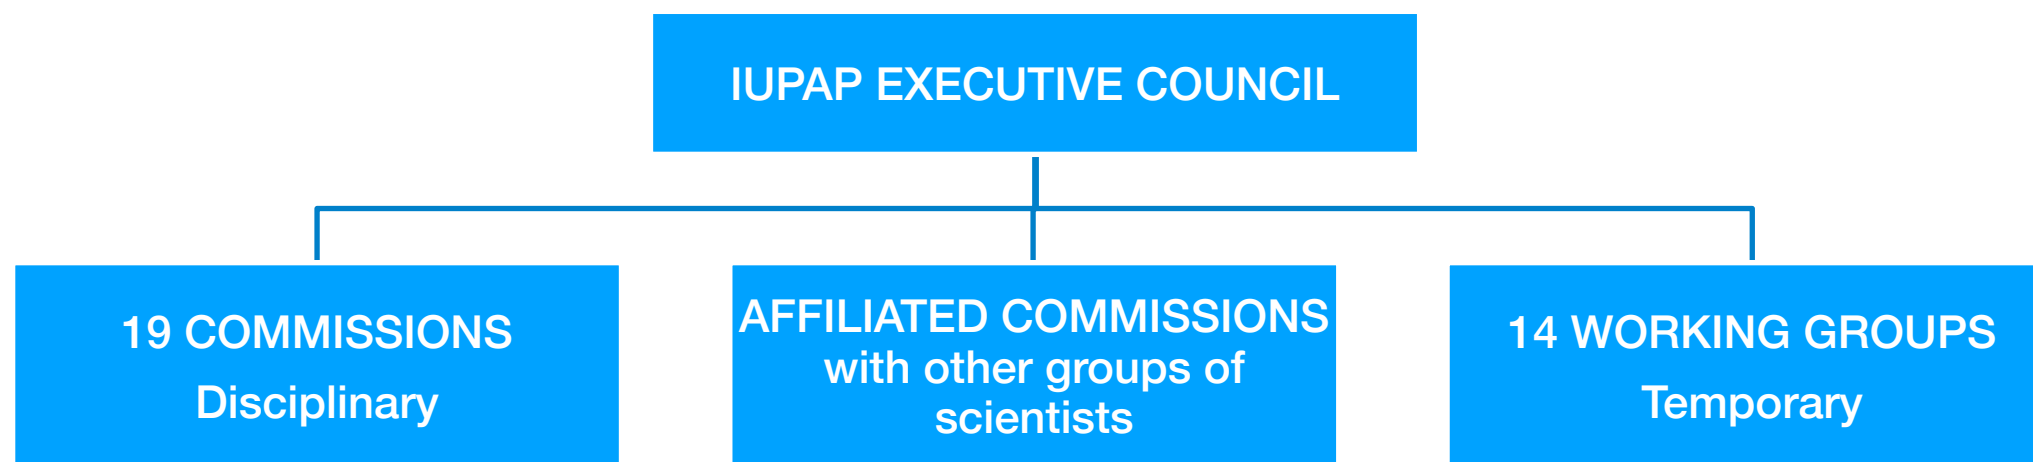 IUPAP EXECUTIVE COUNCIL
19 COMMISSIONS
Disciplinary
AFFILIATED COMMISSIONS
with other groups of
scientists
14 WORKING GROUPS
Temporary